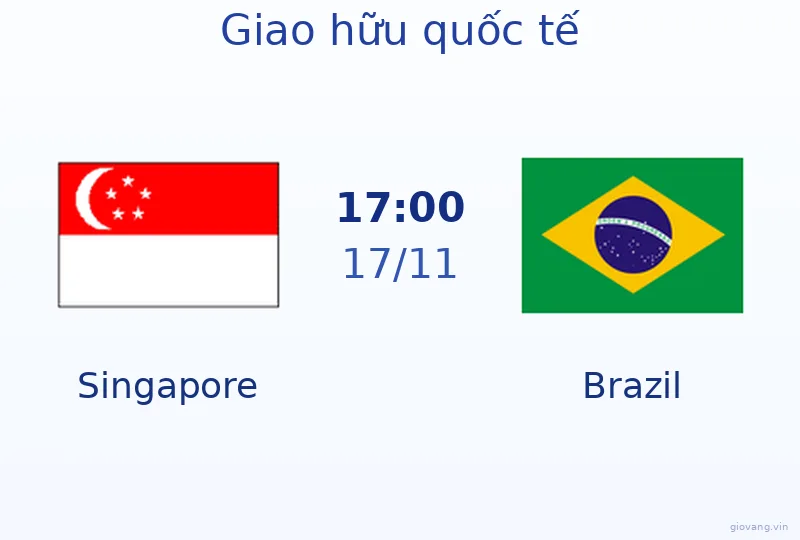 Giao hữu quốc tế
17:00
17/11
Singapore
Brazil
giovang.vin